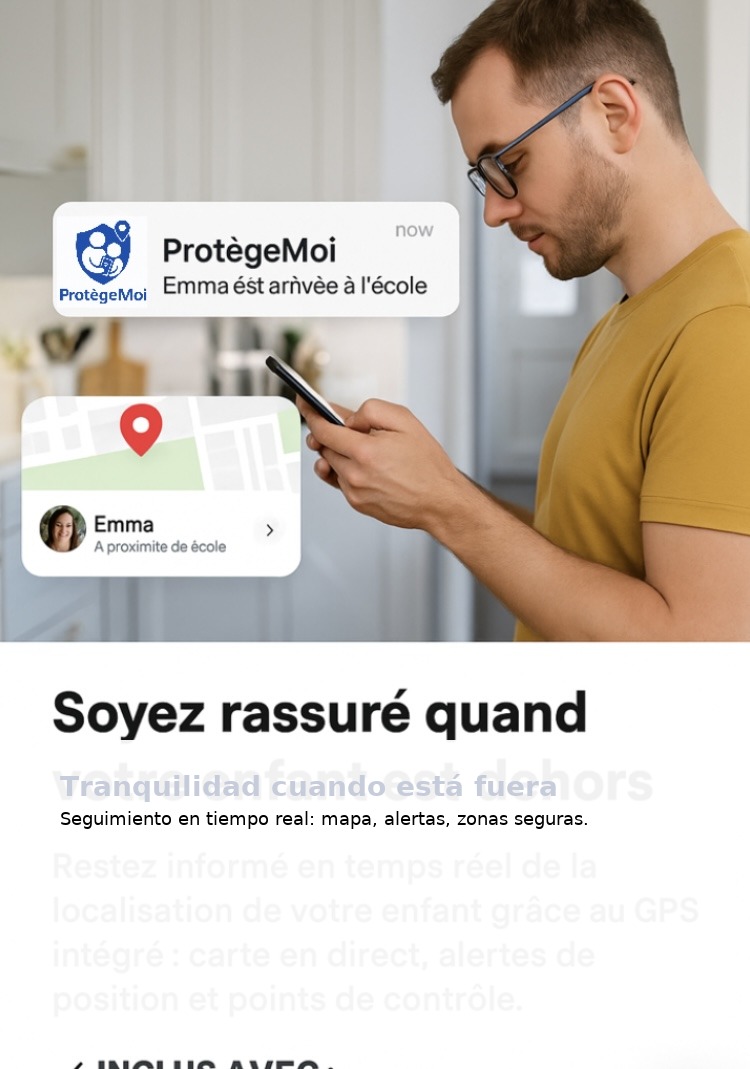 now
ProtègeMoi
ProtègeMoi
Emma ést arrivèe à l'école
Emma
A proximite de école
Soyez rassuré quand
votre enfant est dehors
Tranquilidad cuando está fuera
Seguimiento en tiempo real: mapa, alertas, zonas seguras.
Restez informé en temps réel de la
localisation de votre enfant grâce au GPS
intégré : carte en direct, alertes de
position et points de contrôle.
✓ INCLUS AVEC :